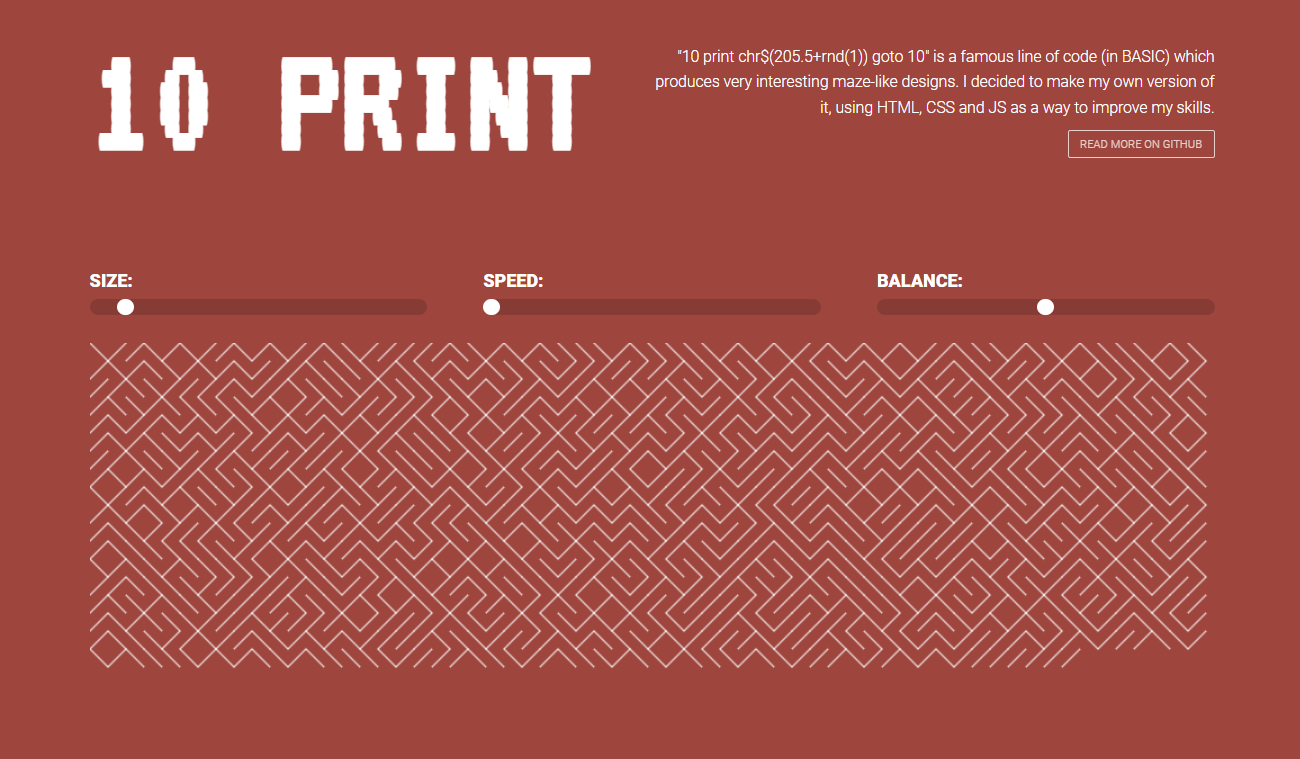 10 PRINT
"10 print chr$(205.5+rnd(1)) goto 10" is a famous line of code (in BASIC) which
produces very interesting maze-like designs. I decided to make my own version of
it, using HTML, CSS and JS as a way to improve my skills.
READ MORE ON GITHUB
SIZE:
SPEED:
BALANCE: